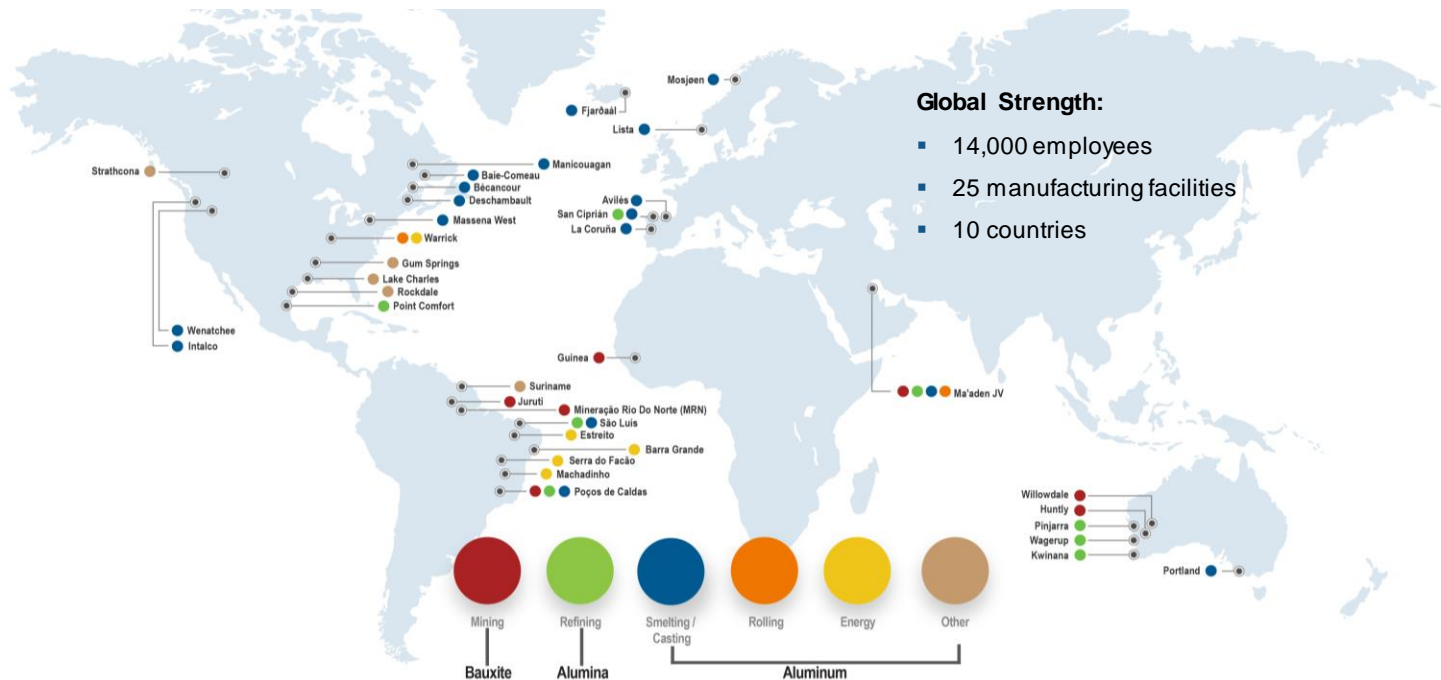 Global Strength:
▪ 14,000 employees
▪ 25 manufacturing facilities
▪ 10 countries
Mosjøen
Fjarðaál
Lista
Strathcona
Manicouagan
Baie-Comeau
Bécancour
Deschambault
Massena West
Warrick
Gum Springs
Lake Charles
Rockdale
Point Comfort
Wenatchee
Intalco
Avilés
San Ciprián
La Coruña
Guinea
Suriname
Juruti
Mineração Rio Do Norte (MRN)
São Luís
Estreito
Barra Grande
Serra do Facão
Machadinho
Poços de Caldas
Ma'aden JV
Willowdale
Huntly
Pinjarra
Wagerup
Kwinana
Portland
Mining
Refining
Smelting /
Casting
Rolling
Energy
Other
Bauxite
Alumina
Aluminum